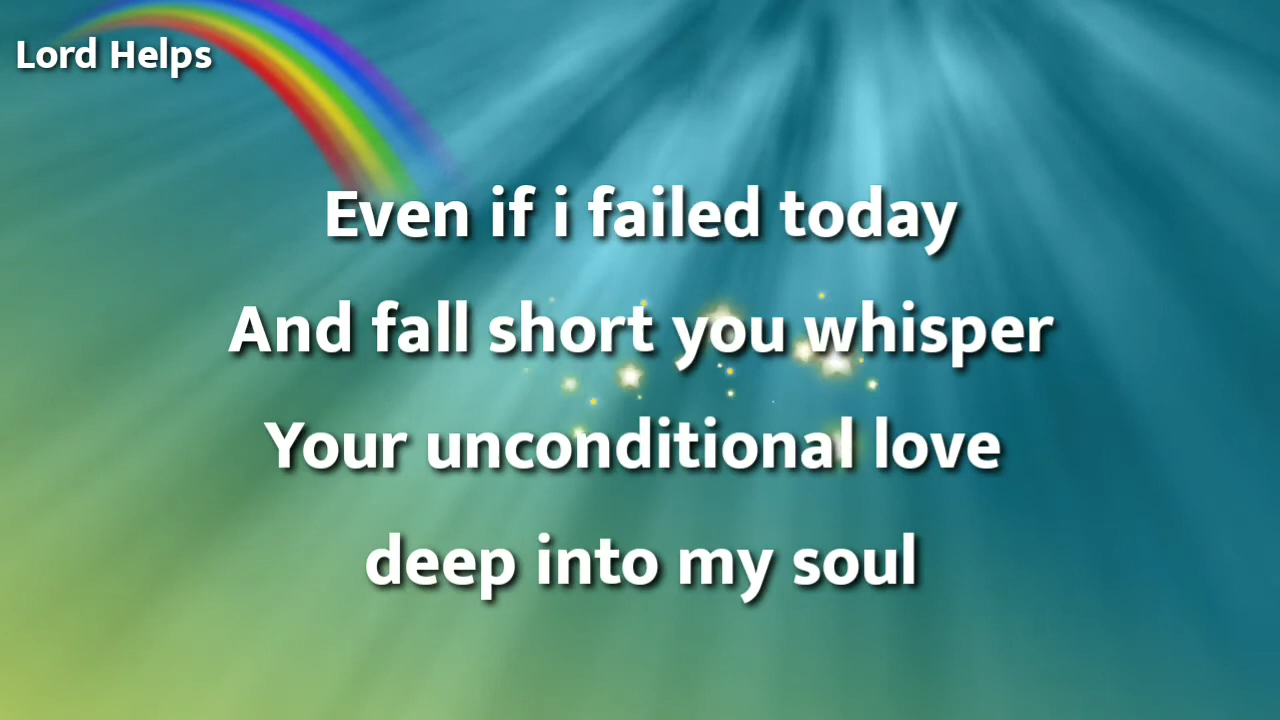 Lord Helps
Even if i failed today
And fall short you whisper
Your unconditional love
deep into my soul